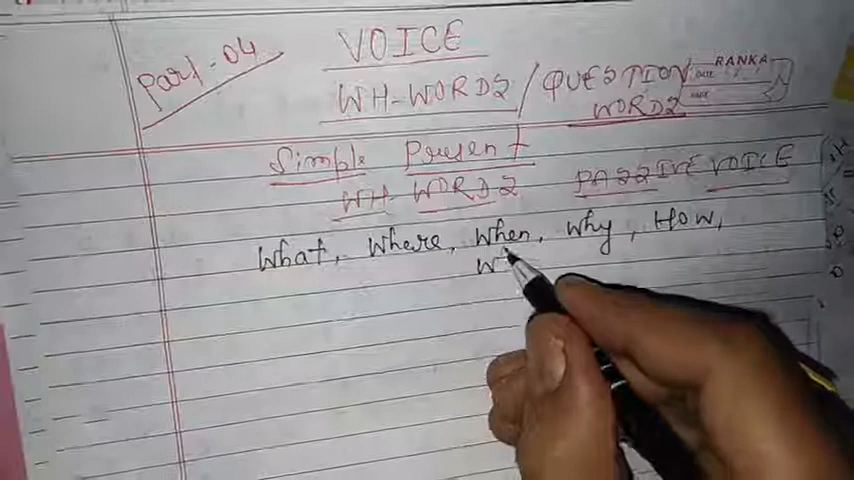 Part-04
VOICE
WH-WORDS / QUESTION WORDS
RANKA
Simple Present
WH-WORDS PASSIVE VOICE
What, Where, When, Why, How,
W